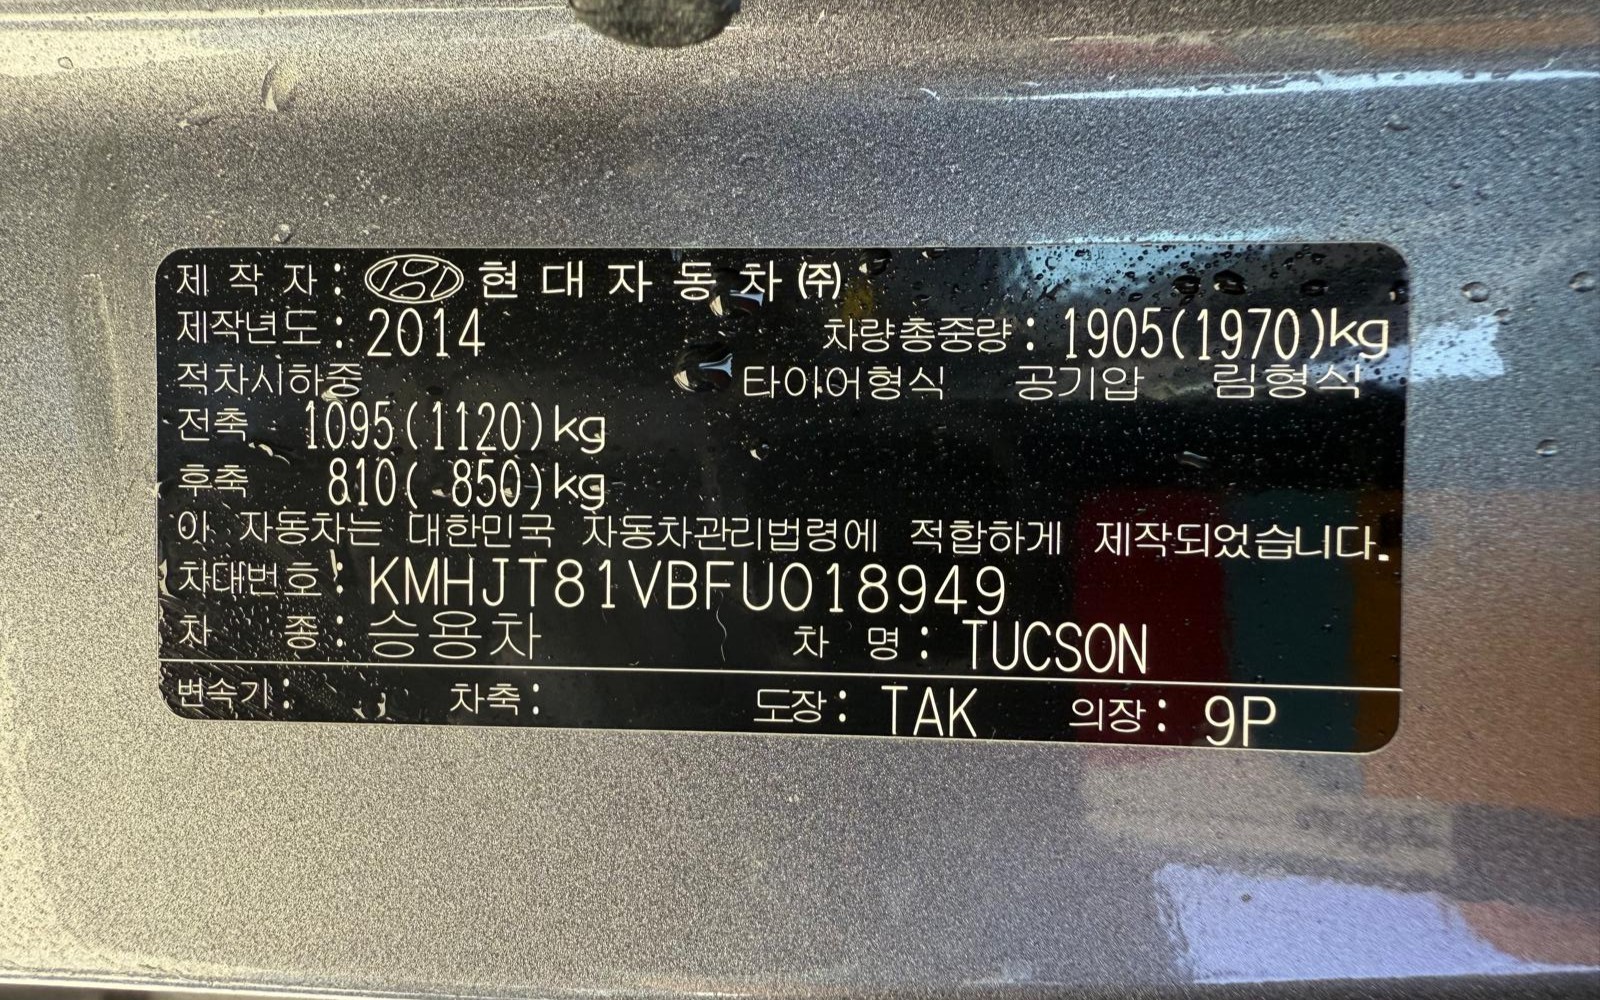 제 작 자 : 현 대 자 동 차 ㈜
제작년도 : 2014 차량총중량 : 1905(1970)kg
적차시하중 타이어형식 공기압 림형식
전축 1095(1120)kg
후축 810( 850)kg
이 자동차는 대한민국 자동차관리법령에 적합하게 제작되었습니다.
차대번호 : KMHJT81VBFU018949
차 종 : 승용차 차 명 : TUCSON
변속기 : 차축 : 도장 : TAK 의장 : 9P